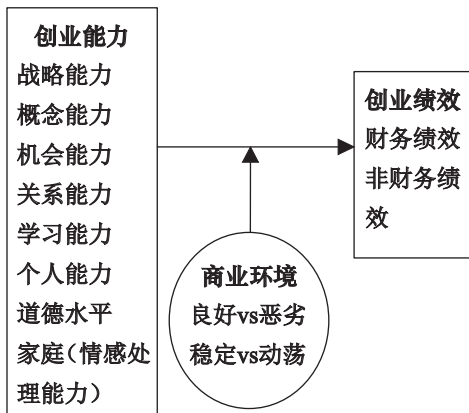 创业能力
战略能力
概念能力
机会能力
关系能力
学习能力
个人能力
道德水平
家庭（情感处
理能力）
创业绩效
财务绩效
非财务绩
效
商业环境
良好vs恶劣
稳定vs动荡